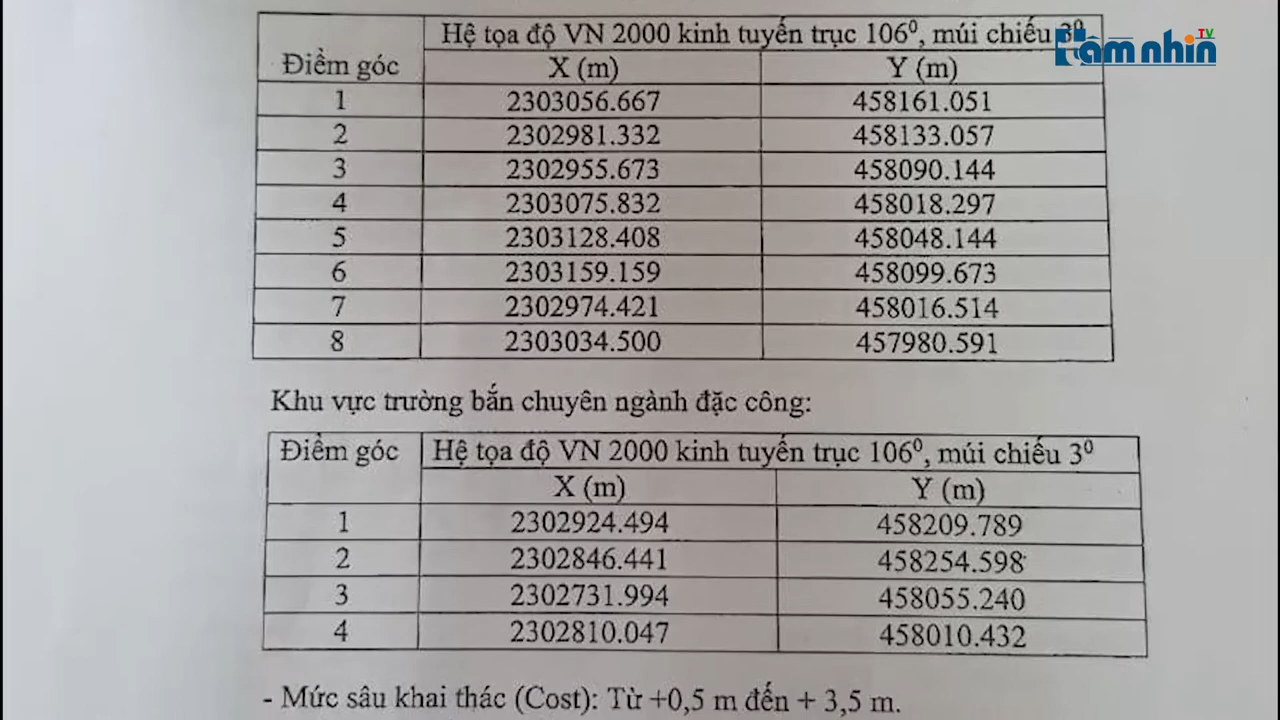 Hệ tọa độ VN 2000 kinh tuyến trục 106⁰, múi chiếu 3⁰
Điểm góc
X (m) Y (m)
1 2303056.667 458161.051
2 2302981.332 458133.057
3 2302955.673 458090.144
4 2303075.832 458018.297
5 2303128.408 458048.144
6 2303159.159 458099.673
7 2302974.421 458016.514
8 2303034.500 457980.591
Khu vực trường bắn chuyên ngành đặc công:
Điểm góc Hệ tọa độ VN 2000 kinh tuyến trục 106⁰, múi chiếu 3⁰
X (m) Y (m)
1 2302924.494 458209.789
2 2302846.441 458254.598
3 2302731.994 458055.240
4 2302810.047 458010.432
- Mức sâu khai thác (Cost): Từ +0,5 m đến + 3,5 m.
Tầm nhìn TV